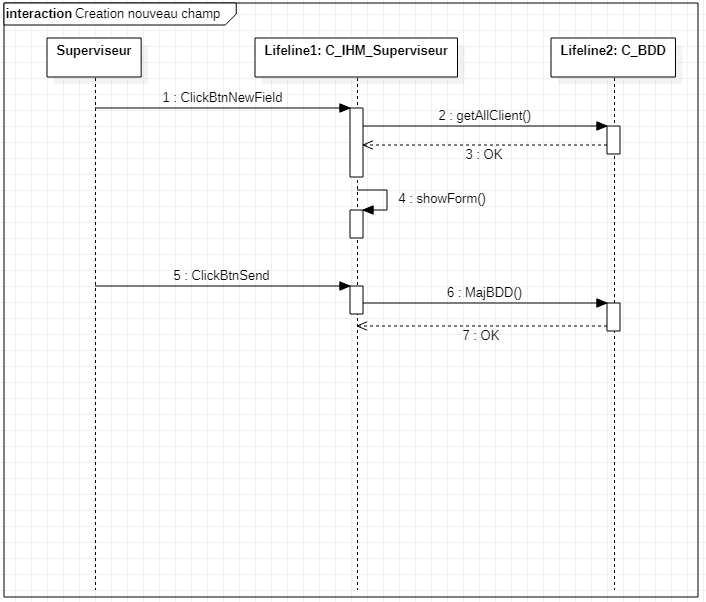 interaction Creation nouveau champ
Superviseur
Lifeline1: C_IHM_Superviseur
Lifeline2: C_BDD
1 : ClickBtnNewField
2 : getAllClient()
3 : OK
4 : showForm()
5 : ClickBtnSend
6 : MajBDD()
7 : OK